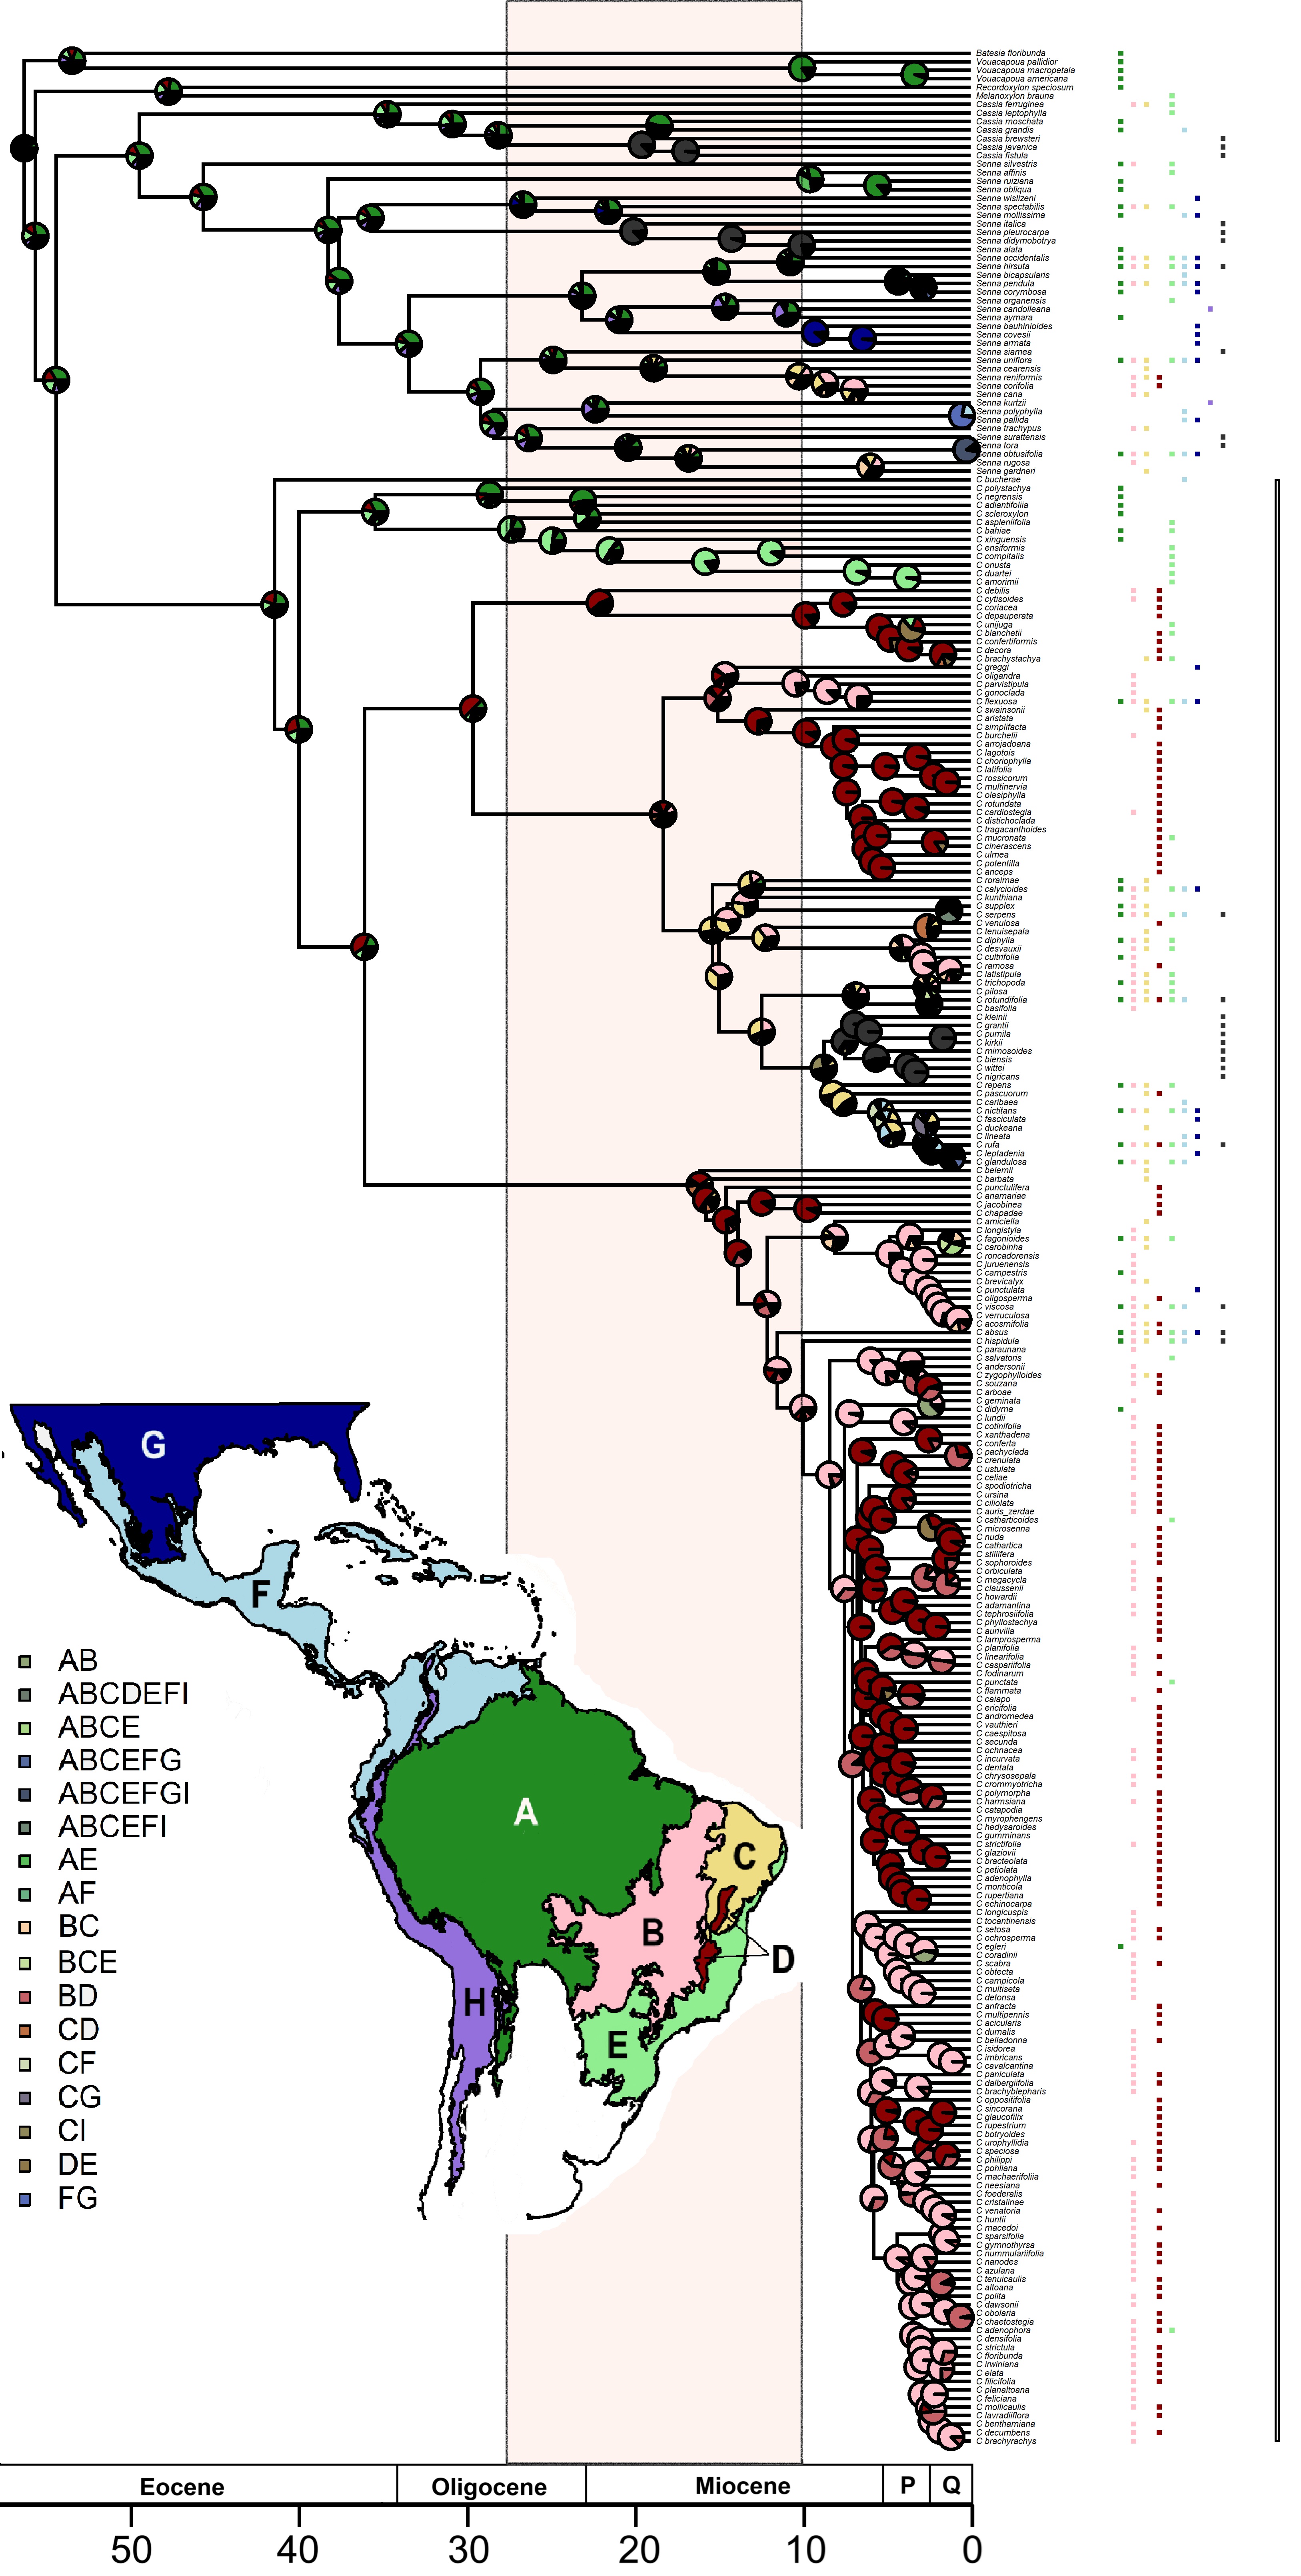 Batesia floribunda
Vouacapoua pallidior
Vouacapoua macropetala
Vouacapoua americana
Recordoxylon speciosum
Melanoxylon brauna
Cassia ferruginea
Cassia leptophylla
Cassia moschata
Cassia grandis
Cassia brewsteri
Cassia javanica
Cassia fistula
Senna silvestris
Senna affinis
Senna ruiziana
Senna obliqua
Senna wislizeni
Senna spectabilis
Senna mollissima
Senna italica
Senna pleurocarpa
Senna didymobotrya
Senna alata
Senna occidentalis
Senna hirsuta
Senna bicapsularis
Senna pendula
Senna corymbosa
Senna organensis
Senna candolleana
Senna aymara
Senna bauhinioides
Senna covesii
Senna armata
Senna siamea
Senna uniflora
Senna cearensis
Senna reniformis
Senna corifolia
Senna cana
Senna kurtzii
Senna polyphylla
Senna pallida
Senna trachypus
Senna surattensis
Senna tora
Senna obtusifolia
Senna rugosa
Senna gardneri
C bucherae
C polystachya
C negrensis
C adiantifolia
C scleroxylon
C aspleniifolia
C bahiae
C xinguensis
C ensiformis
C compitalis
C onusta
C duartei
C amorimii
C debilis
C cytisoides
C coriacea
C depauperata
C unijuga
C blanchetii
C confertiformis
C decora
C brachystachya
C greggi
C oligandra
C parvistipula
C gonoclada
C flexuosa
C swainsonii
C aristata
C simplifacta
C burchelii
C arrojadoana
C lagotois
C choriophylla
C latifolia
C rossicorum
C multinervia
C olesiphylla
C rotundata
C cardiostegia
C distichoclada
C tragacanthoides
C mucronata
C cinerascens
C ulmea
C potentilla
C anceps
C roraimae
C calycioides
C kunthiana
C supplex
C serpens
C venulosa
C tenuisepala
C diphylla
C desvauxii
C cultrifolia
C ramosa
C latistipula
C trichopoda
C pilosa
C rotundifolia
C basifolia
C kleinii
C grantii
C pumila
C kirkii
C mimosoides
C biensis
C wittei
C nigricans
C repens
C pascuorum
C caribaea
C nictitans
C fasciculata
C duckeana
C lineata
C rufa
C leptadenia
C glandulosa
C belemii
C barbata
C punctulifera
C anamariae
C jacobinea
C chapadae
C amiciella
C longistyla
C fagonioides
C carobinha
C roncadorensis
C juruenensis
C campestris
C brevicalyx
C punctulata
C oligosperma
C viscosa
C verruculosa
C acosmifolia
C absus
C hispidula
C paraunana
C salvatoris
C andersonii
C zygophylloides
C souzana
C arboae
C geminata
C didyma
C lundii
C cotinifolia
C xanthadena
C conferta
C pachyclada
C crenulata
C ustulata
C celiae
C spodiotricha
C ursina
C ciliolata
C auris_zerdae
C catharticoides
C microsenna
C nuda
C cathartica
C stillifera
C sophoroides
C orbiculata
C megacycla
C claussenii
C howardii
C adamantina
C tephrosiifolia
C phyllostachya
C aurivilla
C lamprosperma
C planifolia
C linearifolia
C caspariifolia
C fodinarum
C punctata
C flammata
C caiapo
C ericifolia
C andromedea
C vauthieri
C caespitosa
C secunda
C ochnacea
C incurvata
C dentata
C chrysosepala
C crommyotricha
C polymorpha
C harmsiana
C catapodia
C myrophengens
C hedysaroides
C gumminans
C strictifolia
C glaziovii
C bracteolata
C petiolata
C adenophylla
C monticola
C rupertiana
C echinocarpa
C longicuspis
C tocantinensis
C setosa
C ochrosperma
C egleri
C coradinii
C scabra
C obtecta
C campicola
C multiseta
C detonsa
C anfracta
C multipennis
C acicularis
C dumalis
C belladonna
C isidorea
C imbricans
C cavalcantina
C paniculata
C dalbergiifolia
C brachyblepharis
C oppositifolia
C sincorana
C glaucofilix
C rupestrium
C botryoides
C urophyllidia
C speciosa
C philippi
C pohliana
C machaerifoliia
C neesiana
C foederalis
C cristalinae
C venatoria
C huntii
C macedoi
C sparsifolia
C gymnothyrsa
C nummulariifolia
C nanodes
C azulana
C tenuicaulis
C altoana
C polita
C dawsonii
C obolaria
C chaetostegia
C adenophora
C densifolia
C strictula
C floribunda
C irwiniana
C elata
C filicifolia
C planaltoana
C feliciana
C mollicaulis
C lavradiiflora
C benthamiana
C decumbens
C brachyrachys
G
F
A
C
B
D
H
E
AB
ABCDEFI
ABCE
ABCEFG
ABCEFGI
ABCEFI
AE
AF
BC
BCE
BD
CD
CF
CG
CI
DE
FG
Eocene Oligocene Miocene P Q
50 40 30 20 10 0